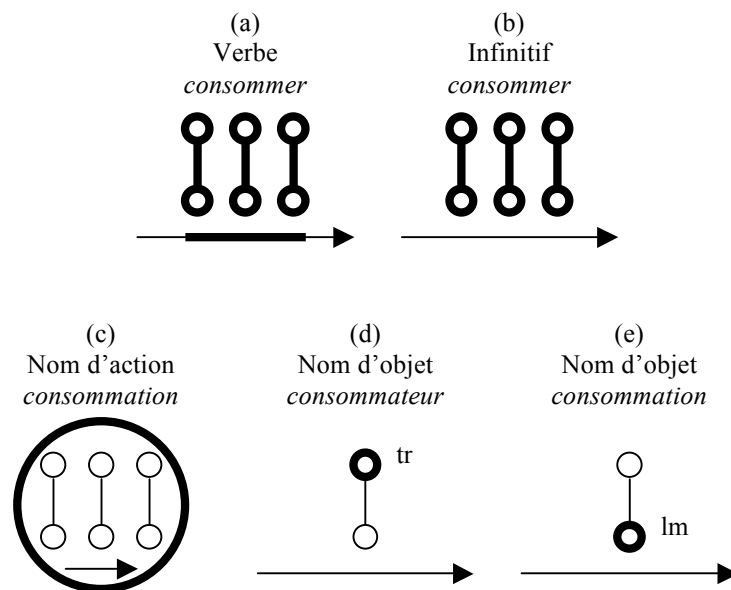 (a)
Verbe
consommer
(b)
Infinitif
consommer
(c)
Nom d’action
consommation
(d)
Nom d’objet
consommateur
tr
(e)
Nom d’objet
consommation
lm